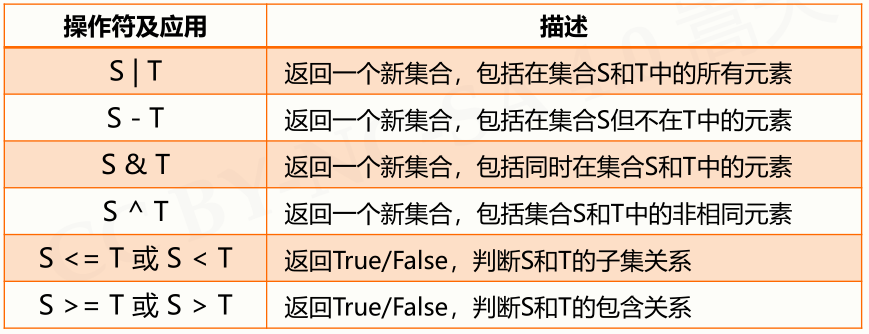 操作符及应用 描述
S | T 返回一个新集合，包括在集合S和T中的所有元素
S - T 返回一个新集合，包括在集合S但不在T中的元素
S & T 返回一个新集合，包括同时在集合S和T中的元素
S ^ T 返回一个新集合，包括集合S和T中的非相同元素
S <= T 或 S < T 返回True/False，判断S和T的子集关系
S >= T 或 S > T 返回True/False，判断S和T的包含关系